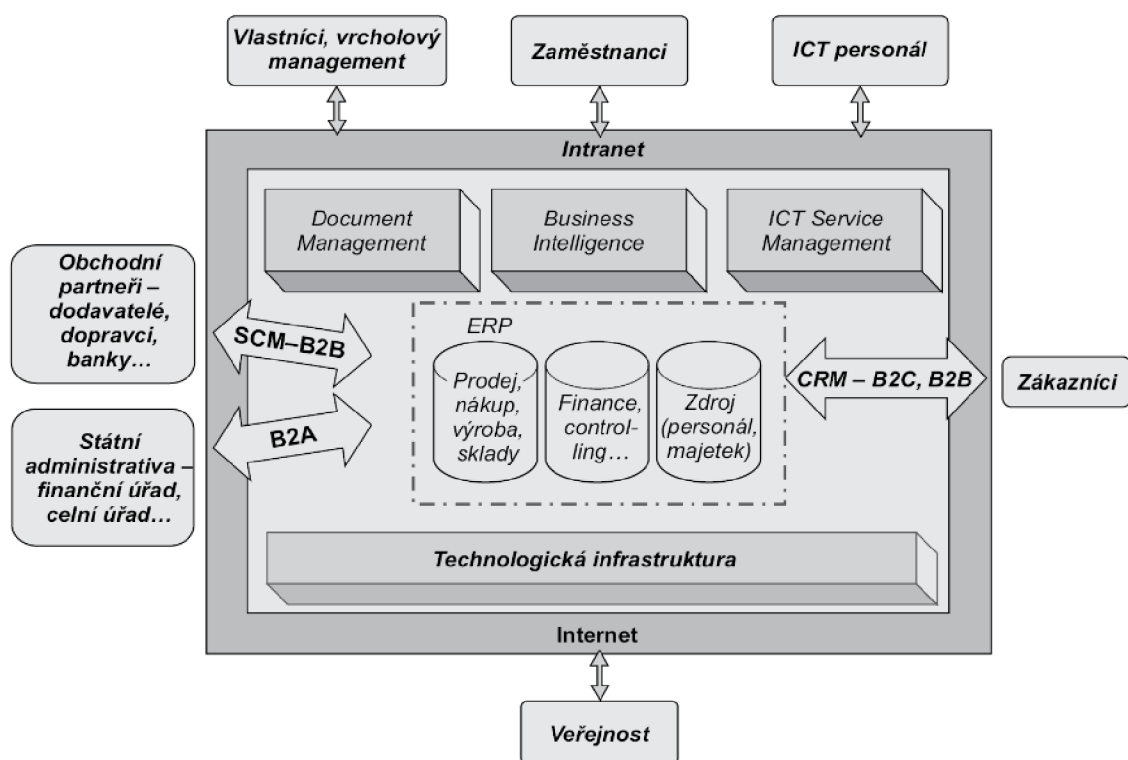 Vlastníci, vrcholový
management
Zaměstnanci
ICT personál
Intranet
Document
Management
Business
Intelligence
ICT Service
Management
Obchodní
partneři –
dodavatelé,
dopravci,
banky…
SCM–B2B
ERP
Prodej,
nákup,
výroba,
sklady
Finance,
control-
ling…
Zdroj
(personál,
majetek)
CRM – B2C, B2B
Zákazníci
B2A
Státní
administrativa –
finanční úřad,
celní úřad…
Technologická infrastruktura
Internet
Veřejnost